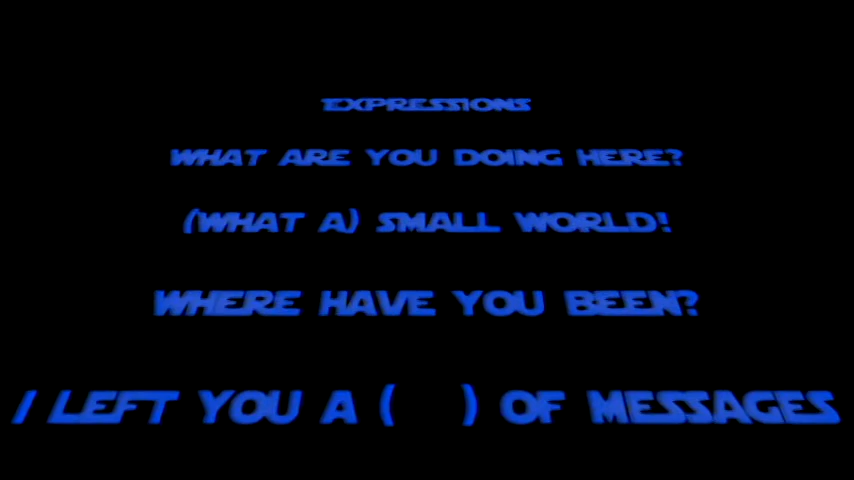 EXPRESSIONS
WHAT ARE YOU DOING HERE?
(WHAT A) SMALL WORLD!
WHERE HAVE YOU BEEN?
I LEFT YOU A (   ) OF MESSAGES